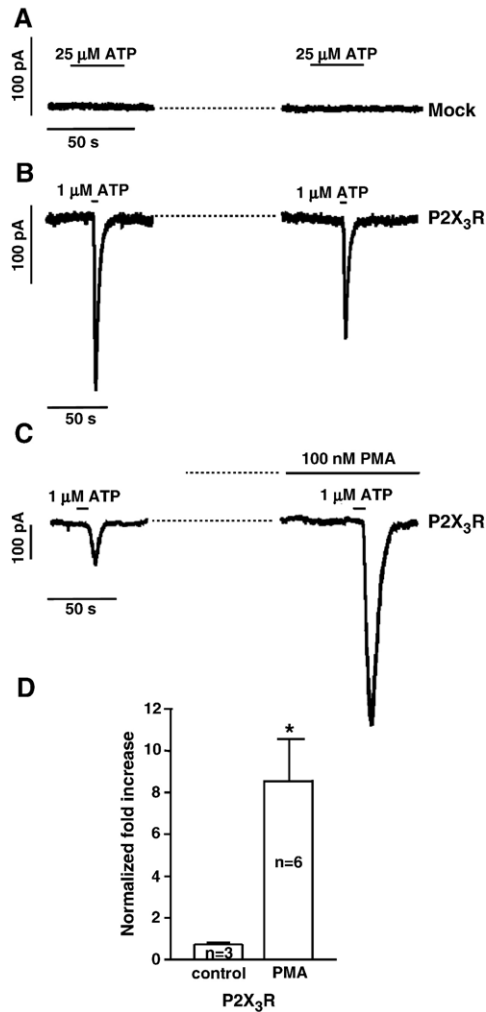 A
25 µM ATP 25 µM ATP
100 pA
Mock
50 s
B
1 µM ATP 1 µM ATP
P2X₃R
100 pA
50 s
C
100 nM PMA
1 µM ATP 1 µM ATP
P2X₃R
100 pA
50 s
D
12
10
8
6
4
2
0
Normalized fold increase
*
n=6
n=3
control PMA
P2X₃R